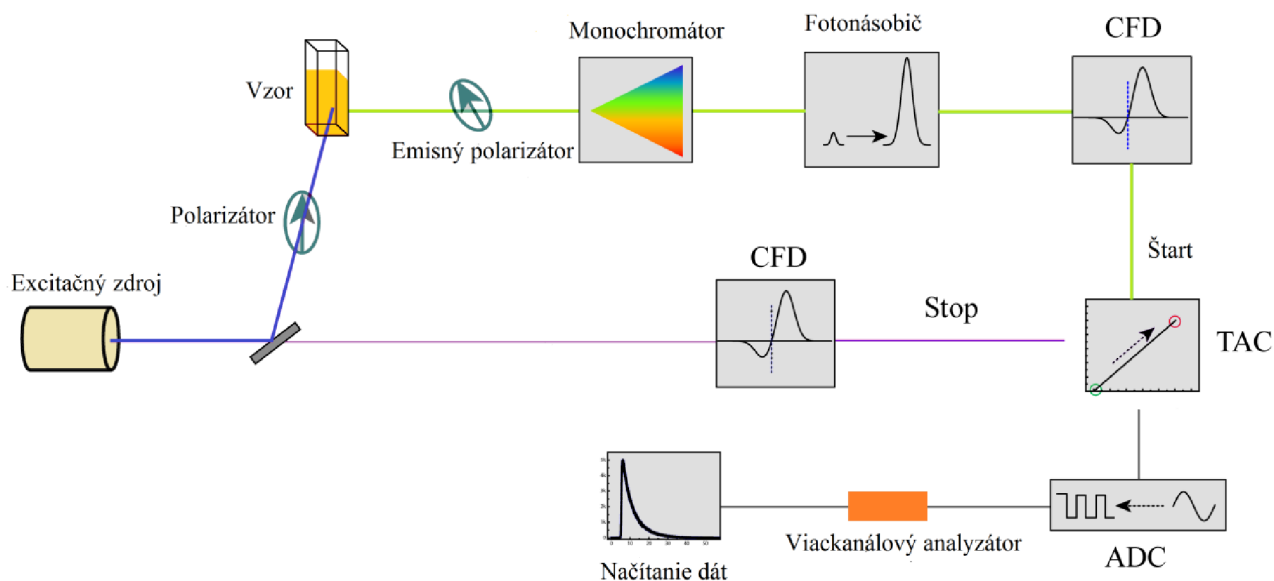 Monochromátor
Fotonásobič
CFD
Vzor
Emisný polarizátor
Polarizátor
Štart
Excitačný zdroj
CFD
Stop
TAC
Viackanálový analyzátor
ADC
Načítanie dát